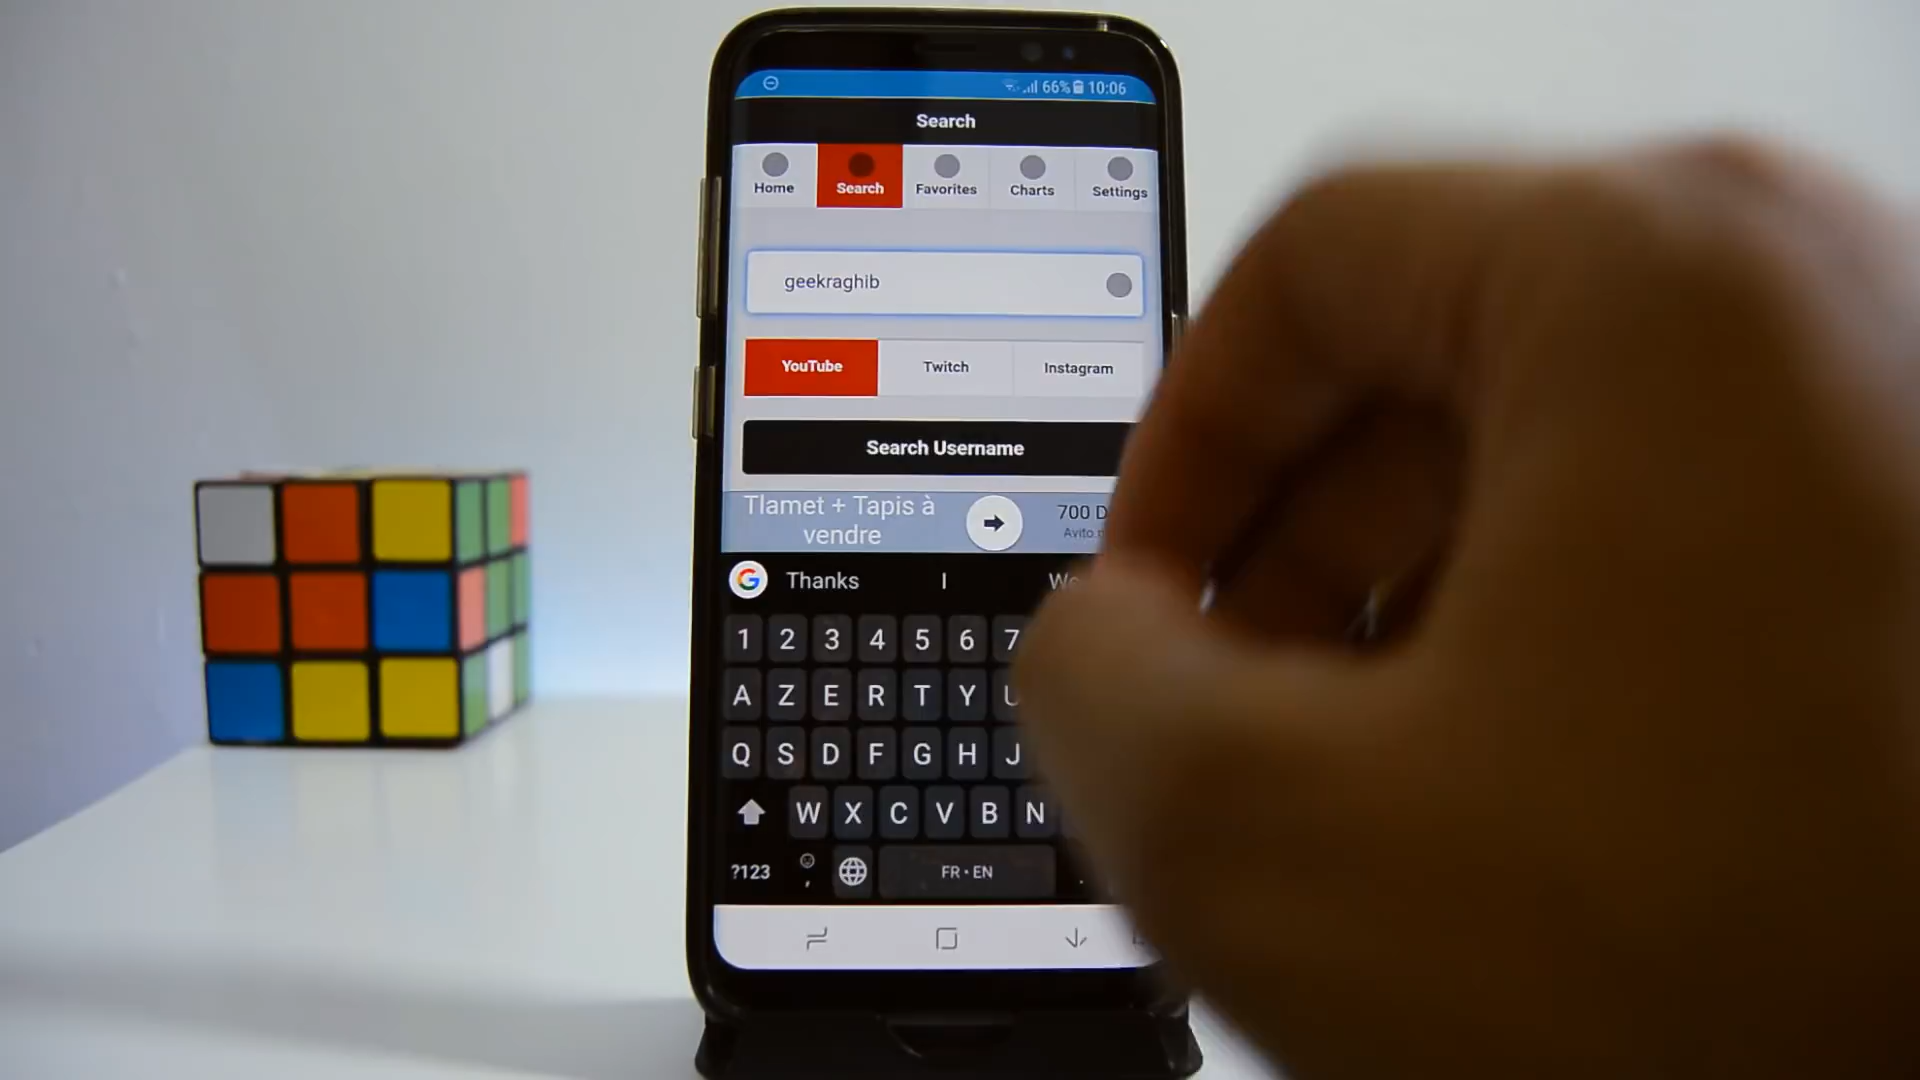 66% 10:06
Search
Home Search Favorites Charts Settings
geekraghib
YouTube Twitch Instagram
Search Username
Tlamet + Tapis à
vendre
700
G Thanks I
1 2 3 4 5 6 7
A Z E R T Y U
Q S D F G H J
W X C V B N
?123 , FR • EN .